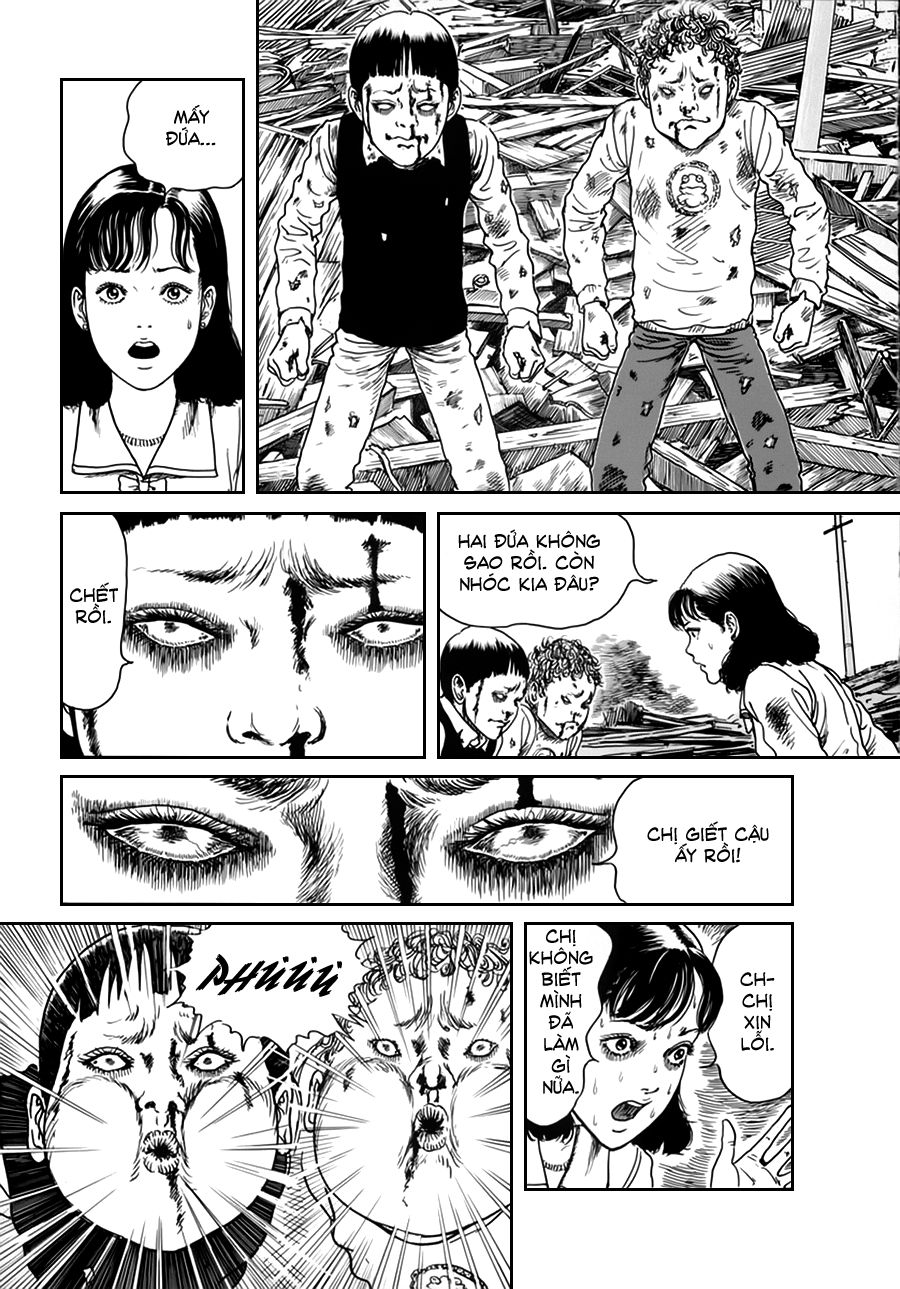 MẤY
ĐỨA...
HAI ĐỨA KHÔNG
SAO RỒI. CÒN
NHÓC KIA ĐÂU?
CHẾT
RỒI.
CHỊ GIẾT CẬU
ẤY RỒI!
CH-
CHỊ
XIN
LỖI.
CHỊ
KHÔNG
BIẾT
MÌNH
ĐÃ
LÀM
GÌ
NỮA.
PHÙÙÙ